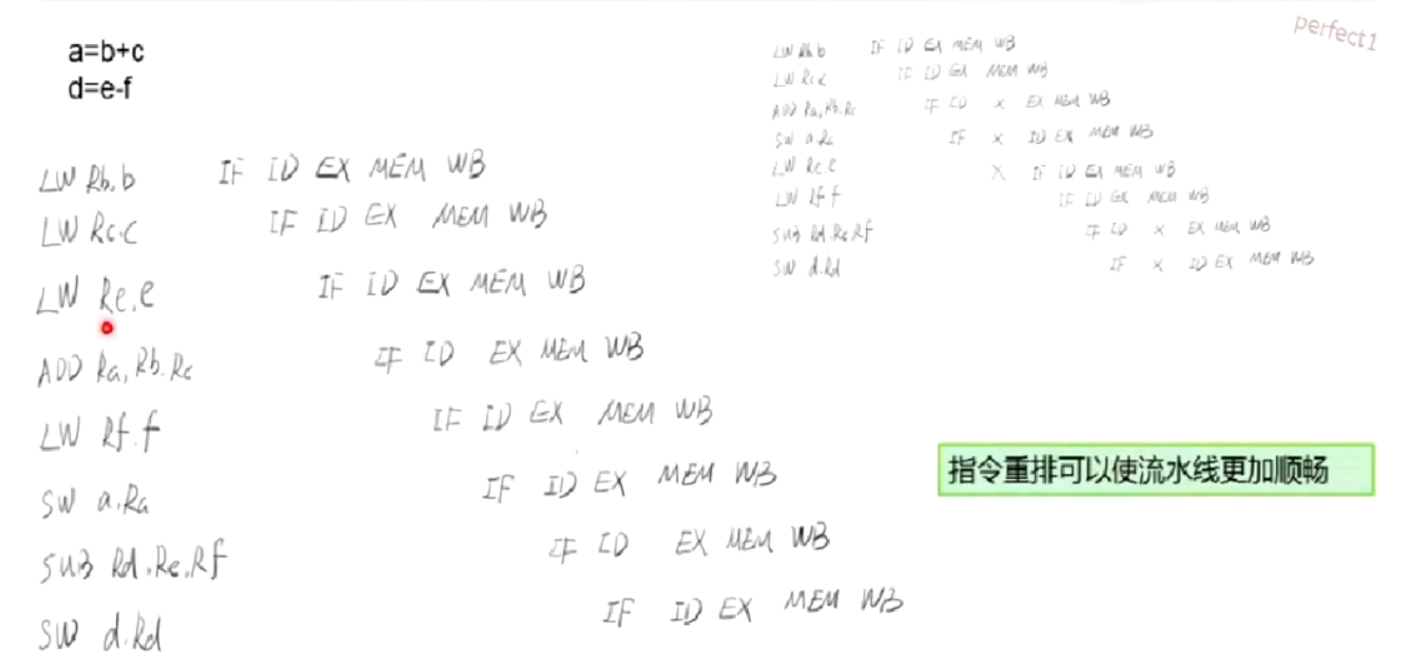 perfect1
a=b+c
d=e-f
LW Rb,b IF ID EX MEM WB
LW Rc,c IF ID EX MEM WB
ADD Ra,Rb,Rc IF ID X EX MEM WB
SW a,Ra IF X ID EX MEM WB
LW Re,e X IF ID EX MEM WB
LW Rf,f IF ID EX MEM WB
SUB Rd,Re,Rf IF ID X EX MEM WB
SW d,Rd IF X ID EX MEM WB
LW Rb,b IF ID EX MEM WB
LW Rc,c IF ID EX MEM WB
LW Re,e IF ID EX MEM WB
ADD Ra,Rb,Rc IF ID EX MEM WB
LW Rf,f IF ID EX MEM WB
SW a,Ra IF ID EX MEM WB
SUB Rd,Re,Rf IF ID EX MEM WB
SW d,Rd IF ID EX MEM WB
指令重排可以使流水线更加顺畅